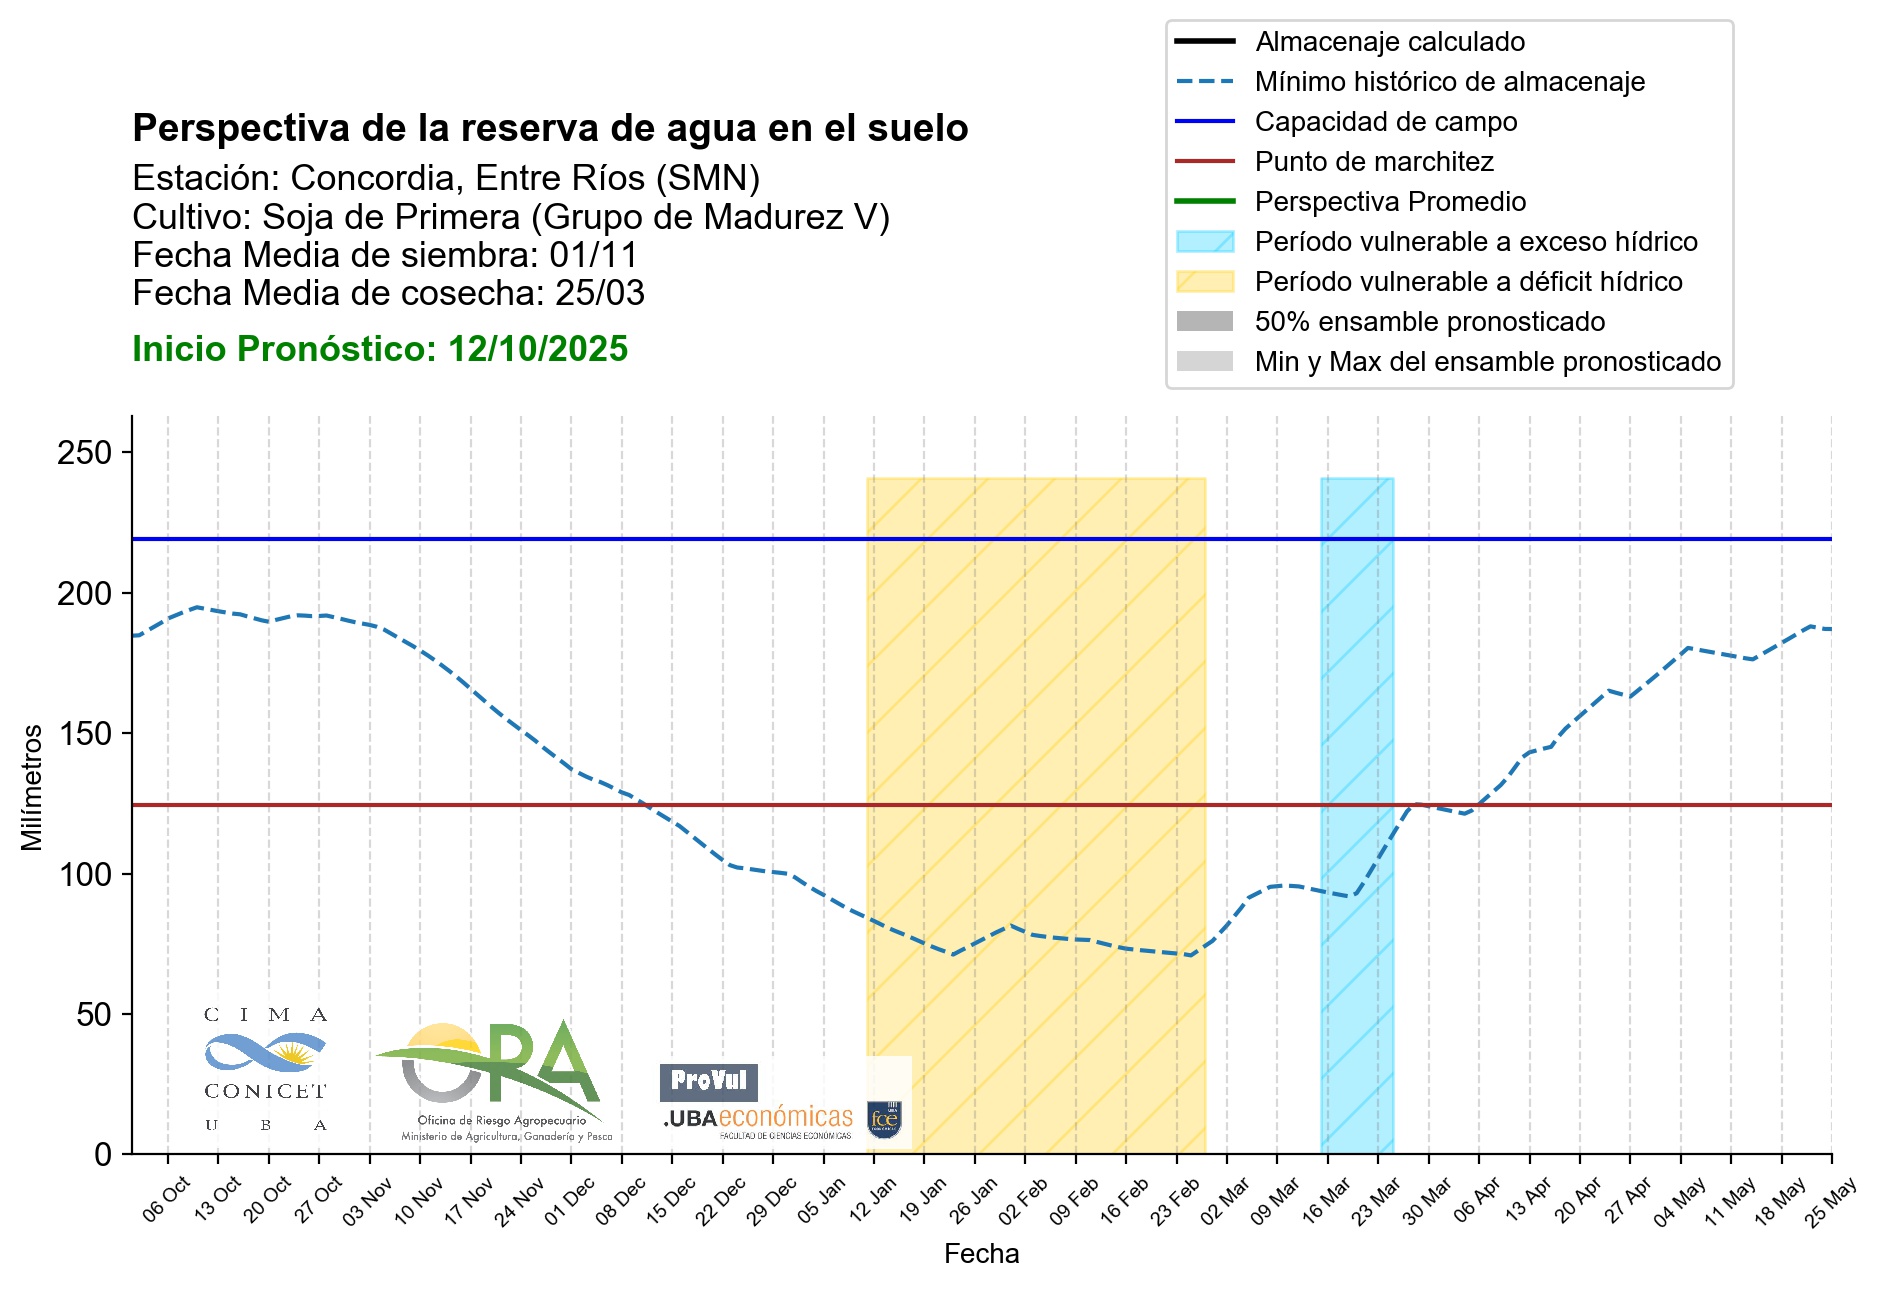 Almacenaje calculado
Mínimo histórico de almacenaje
Capacidad de campo
Punto de marchitez
Perspectiva Promedio
Período vulnerable a exceso hídrico
Período vulnerable a déficit hídrico
50% ensamble pronosticado
Min y Max del ensamble pronosticado
Perspectiva de la reserva de agua en el suelo
Estación: Concordia, Entre Ríos (SMN)
Cultivo: Soja de Primera (Grupo de Madurez V)
Fecha Media de siembra: 01/11
Fecha Media de cosecha: 25/03
Inicio Pronóstico: 12/10/2025
250
200
150
100
50
0
Milímetros
CIMA
CONICET
UBA
ORA
Oficina de Riesgo Agropecuario
Ministerio de Agricultura, Ganadería y Pesca
ProVul
.UBAeconómicas
FACULTAD DE CIENCIAS ECONÓMICAS
UBA
fce
06 Oct
13 Oct
20 Oct
27 Oct
03 Nov
10 Nov
17 Nov
24 Nov
01 Dec
08 Dec
15 Dec
22 Dec
29 Dec
05 Jan
12 Jan
19 Jan
26 Jan
02 Feb
09 Feb
16 Feb
23 Feb
02 Mar
09 Mar
16 Mar
23 Mar
30 Mar
06 Apr
13 Apr
20 Apr
27 Apr
04 May
11 May
18 May
25 May
Fecha